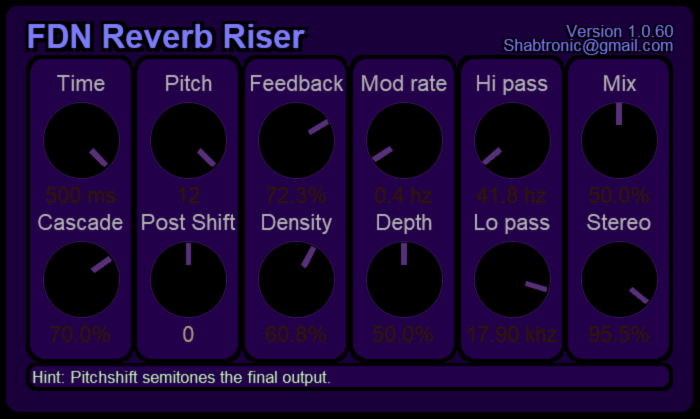 FDN Reverb Riser
Version 1.0.60
Shabtronic@gmail.com
Time Pitch Feedback Mod rate Hi pass Mix
500 ms 12 72.3% 0.4 hz 41.8 hz 50.0%
Cascade Post Shift Density Depth Lo pass Stereo
70.0% 0 60.8% 50.0% 17.90 khz 95.5%
Hint: Pitchshift semitones the final output.